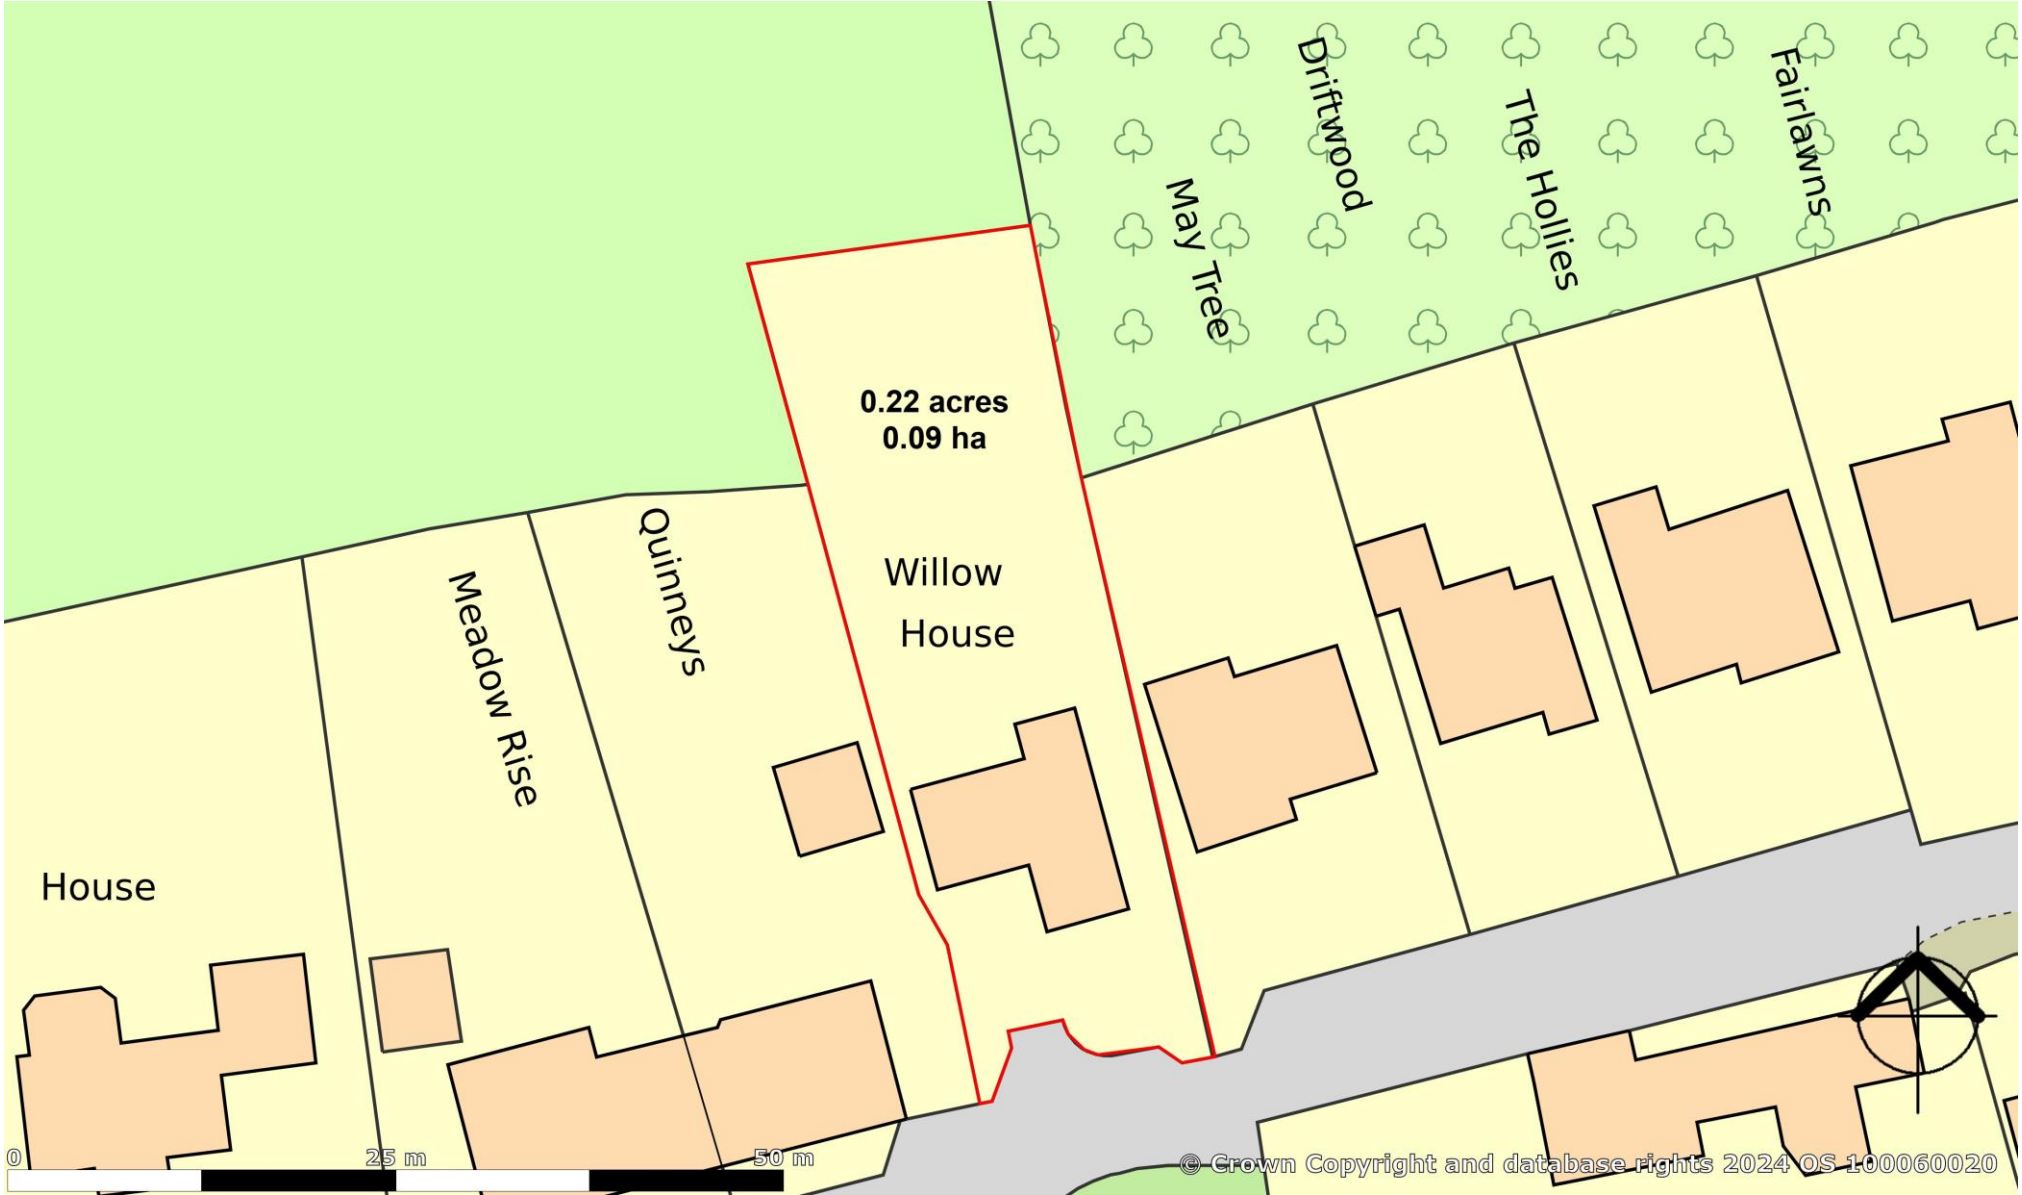 Driftwood
The Hollies
Fairlawns
May Tree
0.22 acres
0.09 ha
Quinneys
Willow
House
Meadow Rise
House
0
25 m
50 m
© Crown Copyright and database rights 2024 OS 100060020